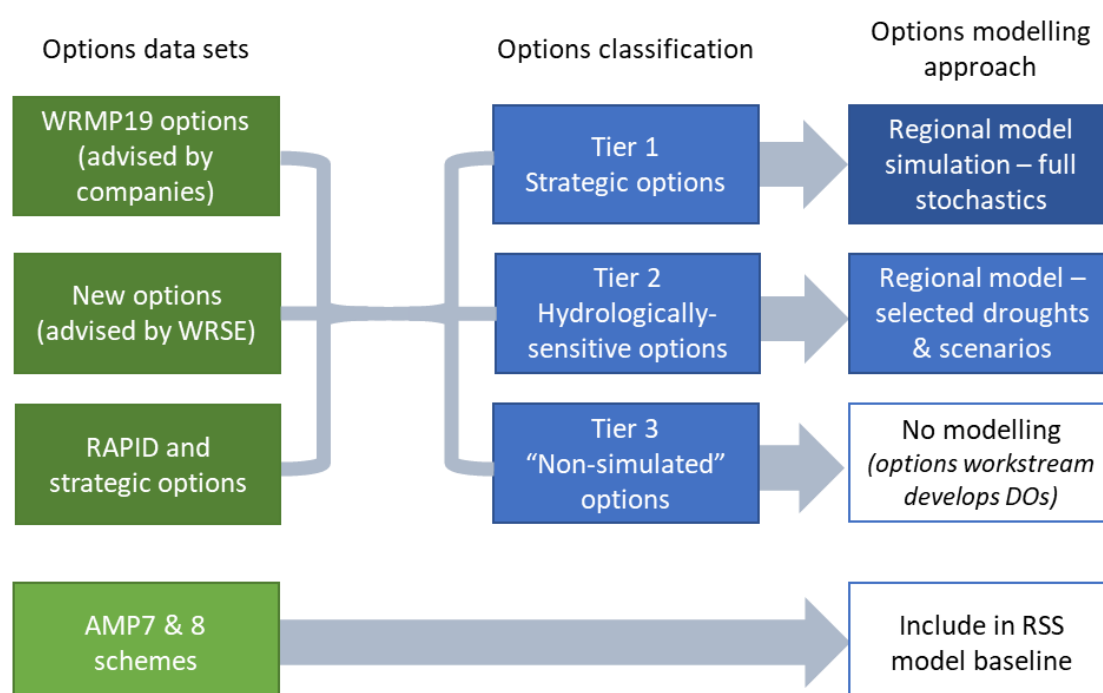 Options data sets
Options classification
Options modelling
approach
WRMP19 options
(advised by
companies)
Tier 1
Strategic options
Regional model
simulation – full
stochastics
New options
(advised by WRSE)
Tier 2
Hydrologically-
sensitive options
Regional model –
selected droughts
& scenarios
RAPID and
strategic options
Tier 3
“Non-simulated”
options
No modelling
(options workstream
develops DOs)
AMP7 & 8
schemes
Include in RSS
model baseline